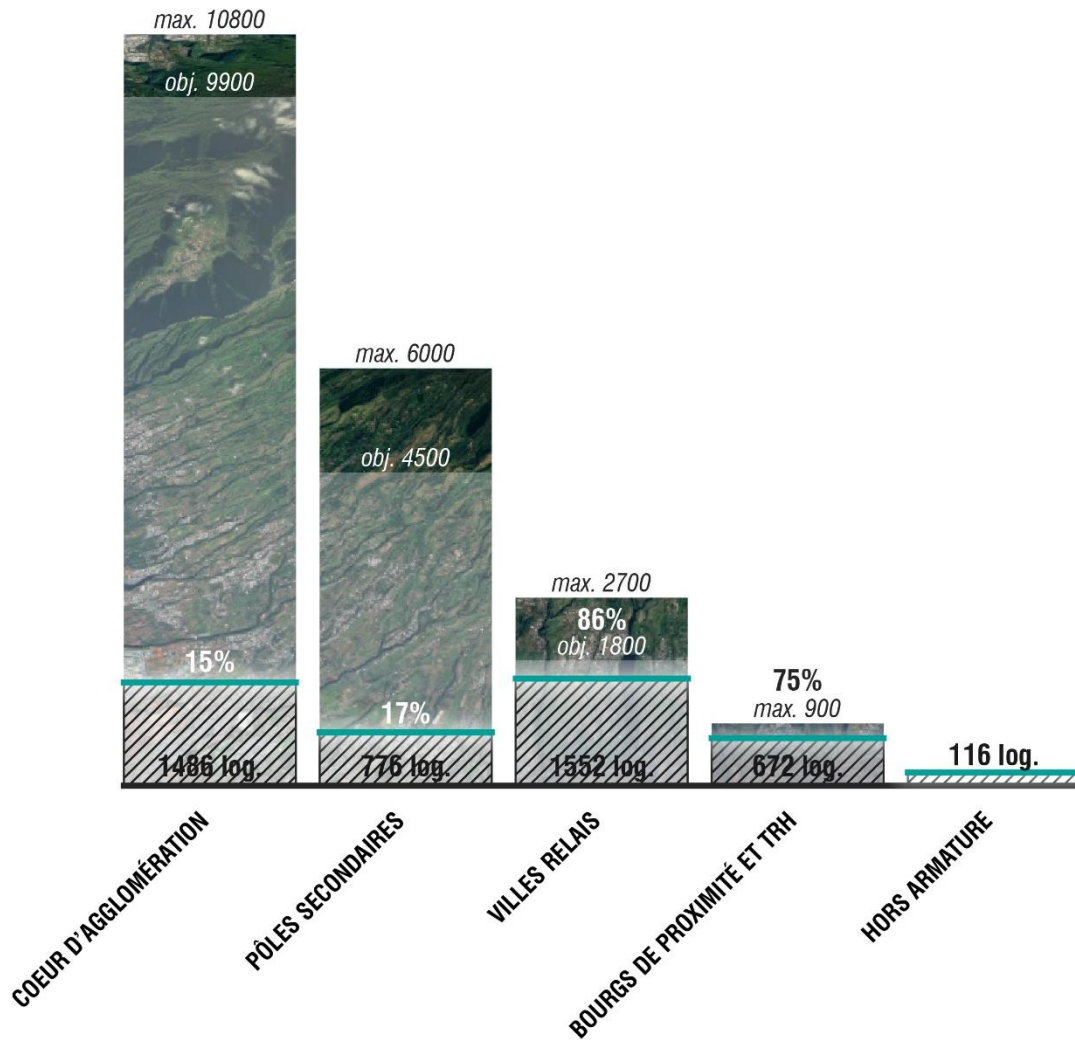 max. 10800
obj. 9900
15%
1486 log.
max. 6000
obj. 4500
17%
776 log.
max. 2700
86%
obj. 1800
1552 log.
75%
max. 900
672 log.
116 log.
COEUR D'AGGLOMÉRATION
PÔLES SECONDAIRES
VILLES RELAIS
BOURGS DE PROXIMITÉ ET TRH
HORS ARMATURE